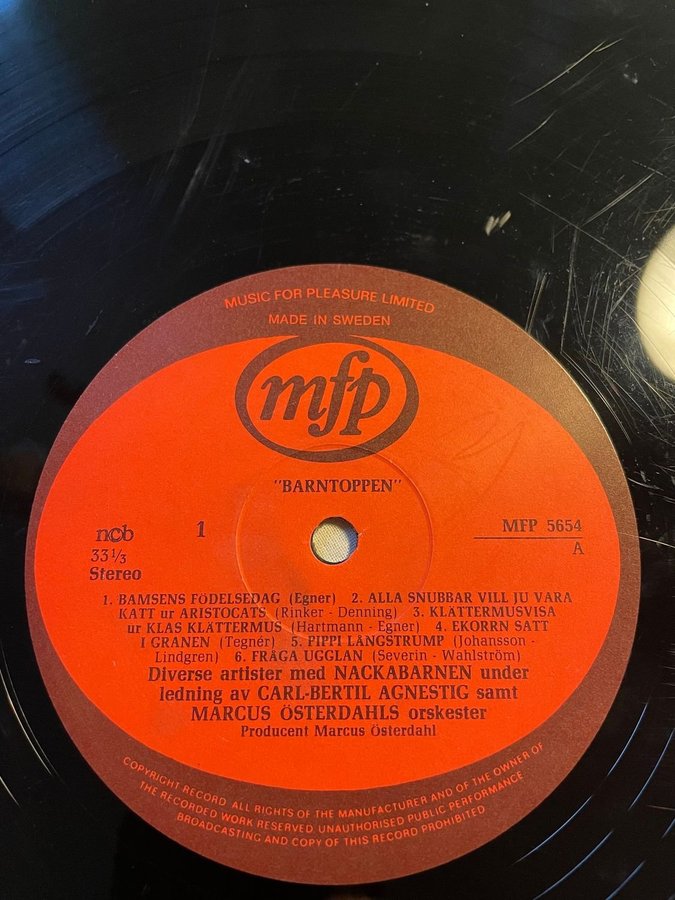 MUSIC FOR PLEASURE LIMITED
MADE IN SWEDEN
mfp
"BARNTOPPEN"
ncb
33⅓
Stereo
1
MFP 5654
A
1. BAMSENS FÖDELSEDAG (Egner) 2. ALLA SNUBBAR VILL JU VARA
KATT ur ARISTOCATS (Rinker - Denning) 3. KLÄTTERMUSVISA
ur KLAS KLÄTTERMUS (Hartmann - Egner) 4. EKORRN SATT
I GRANEN (Tegnér) 5. PIPPI LÅNGSTRUMP (Johansson -
Lindgren) 6. FRÅGA UGGLAN (Severin - Wahlström)
Diverse artister med NACKABARNEN under
ledning av CARL-BERTIL AGNESTIG samt
MARCUS ÖSTERDAHLS orskester
Producent Marcus Österdahl
COPYRIGHT RECORD ALL RIGHTS OF THE MANUFACTURER AND OF THE OWNER OF
THE RECORDED WORK RESERVED UNAUTHORISED PUBLIC PERFORMANCE
BROADCASTING AND COPY OF THIS RECORD PROHIBITED